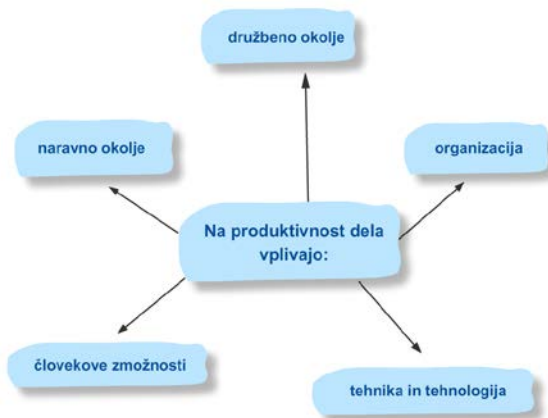 družbeno okolje
naravno okolje
organizacija
Na produktivnost dela
vplivajo:
človekove zmožnosti
tehnika in tehnologija